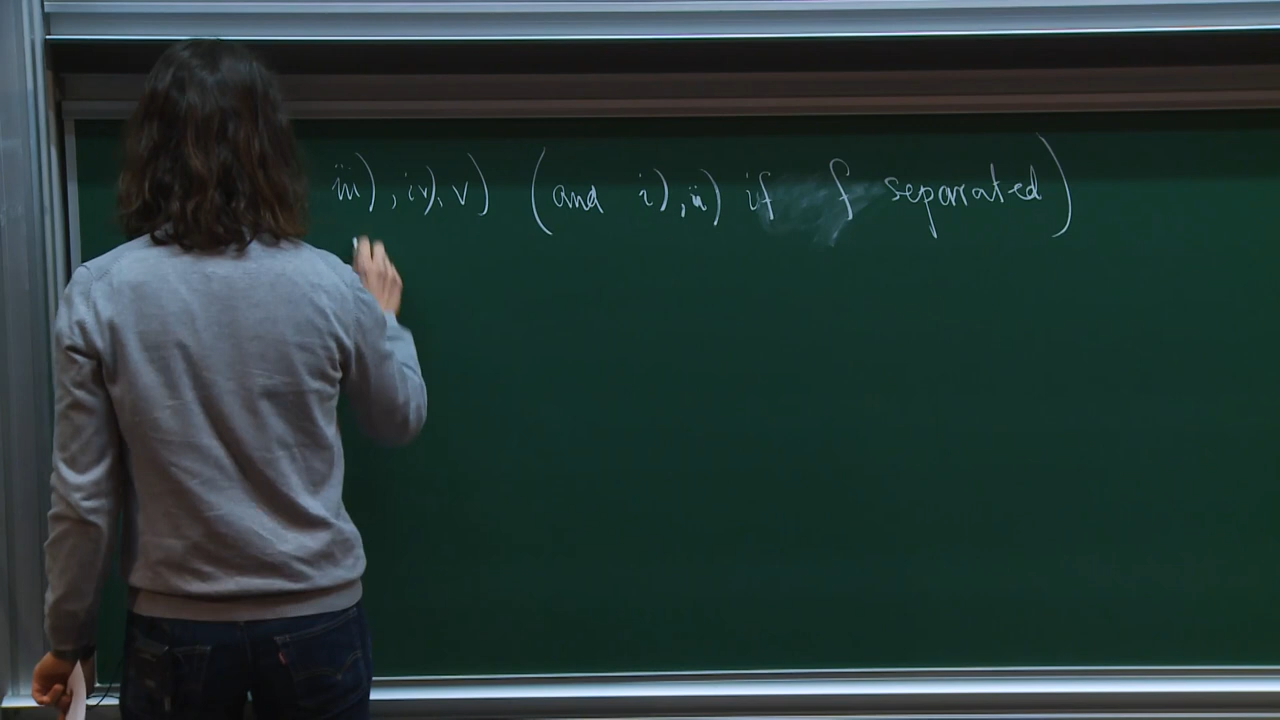 iii), iv), v) (and i), ii) if f separated)